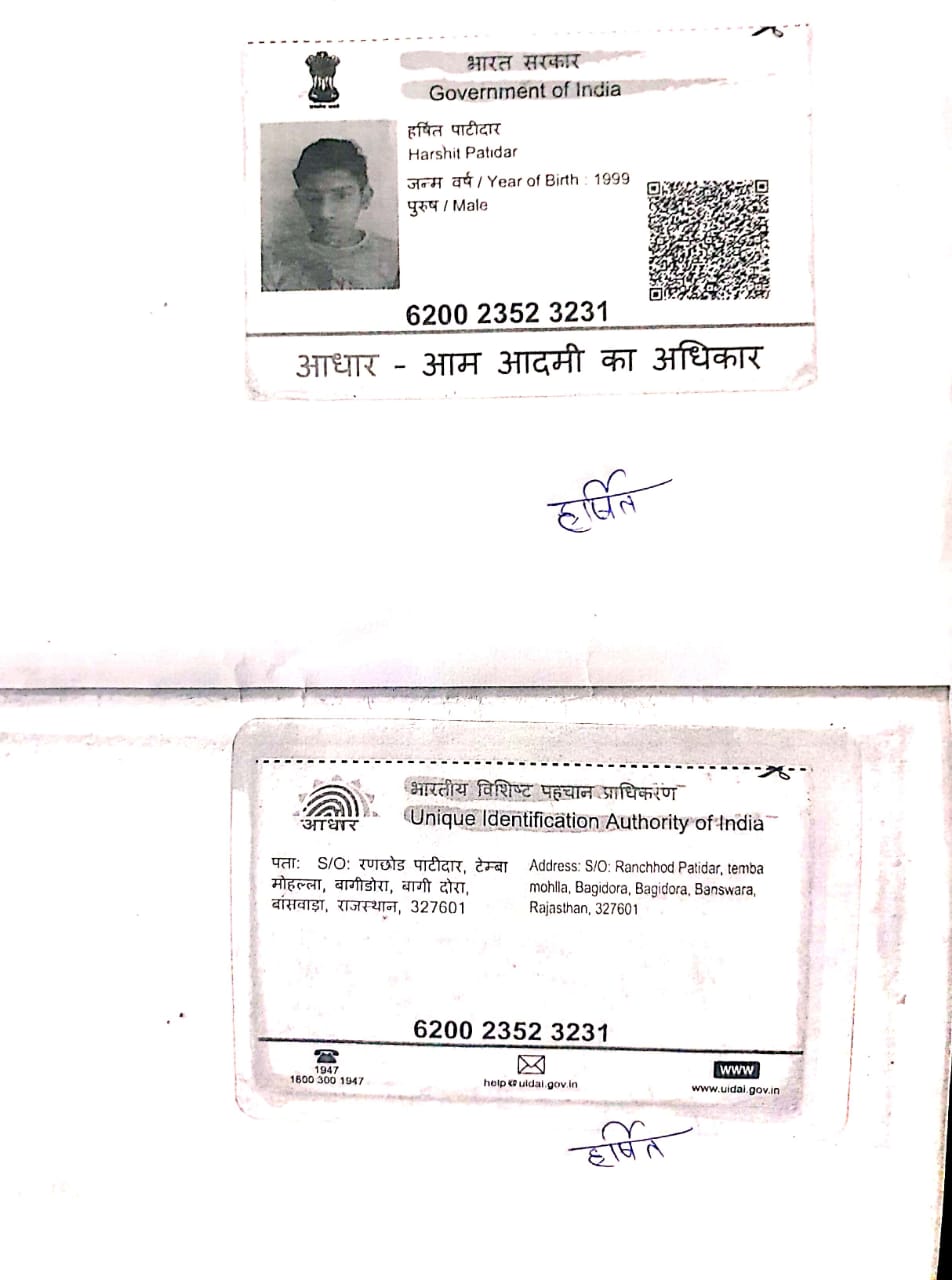 भारत सरकार
Government of India
हर्षित पाटीदार
Harshit Patidar
जन्म वर्ष / Year of Birth : 1999
पुरुष / Male
6200 2352 3231
आधार - आम आदमी का अधिकार
हर्षित
भारतीय विशिष्ट पहचान प्राधिकरण
आधार
Unique Identification Authority of India
पता: S/O: रणछोड पाटीदार, टेम्बा
मोहल्ला, बागीडोरा, बागी दोरा,
बांसवाड़ा, राजस्थान, 327601
Address: S/O: Ranchhod Patidar, temba
mohlla, Bagidora, Bagidora, Banswara,
Rajasthan, 327601
6200 2352 3231
1947
1800 300 1947
help@uidai.gov.in
www
www.uidai.gov.in
हर्षित